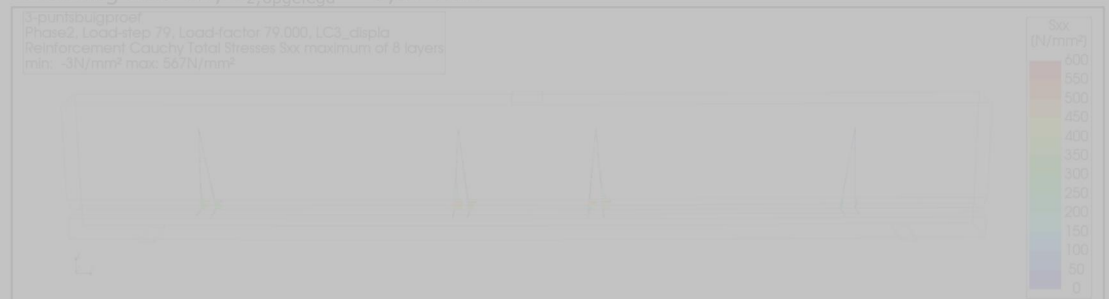 3-puntsbuigproef
Phase2, Load-step 79, Load-factor 79.000, LC3_displa
Reinforcement Cauchy Total Stresses Sxx maximum of 8 layers
min: -3N/mm² max: 567N/mm²
Sxx
(N/mm²)
600
550
500
450
400
350
300
250
200
150
100
50
0